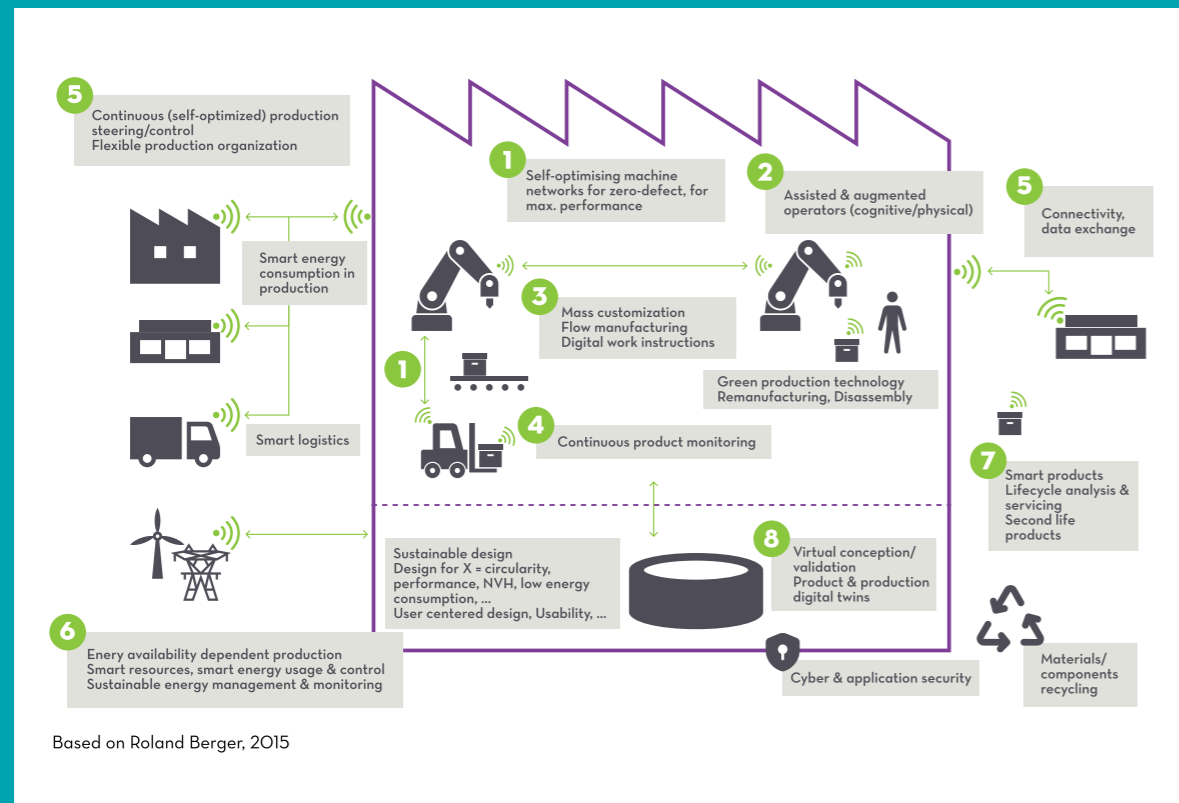 5
Continuous (self-optimized) production
steering/control
Flexible production organization
1
Self-optimising machine
networks for zero-defect, for
max. performance
2
Assisted & augmented
operators (cognitive/physical)
5
Connectivity,
data exchange
Smart energy
consumption in
production
3
Mass customization
Flow manufacturing
Digital work instructions
1
Green production technology
Remanufacturing, Disassembly
Smart logistics
4
Continuous product monitoring
7
Smart products
Lifecycle analysis &
servicing
Second life
products
Sustainable design
Design for X = circularity,
performance, NVH, low energy
consumption, ...
User centered design, Usability, ...
8
Virtual conception/
validation
Product & production
digital twins
6
Enery availability dependent production
Smart resources, smart energy usage & control
Sustainable energy management & monitoring
Cyber & application security
Materials/
components
recycling
Based on Roland Berger, 2015